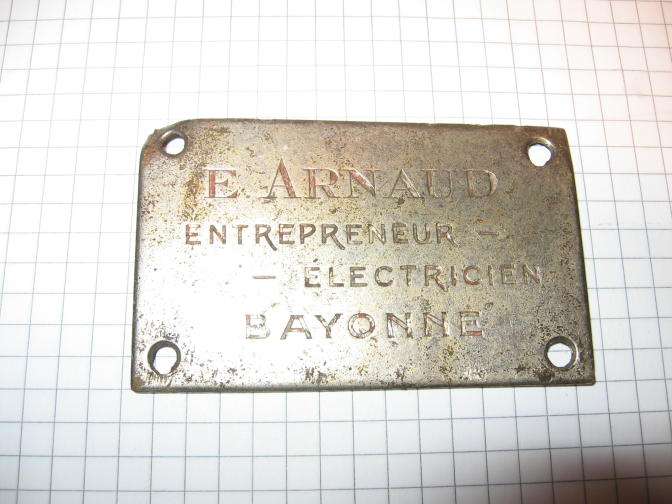 E ARNAUD
ENTREPRENEUR –
– ÉLECTRICIEN
BAYONNE